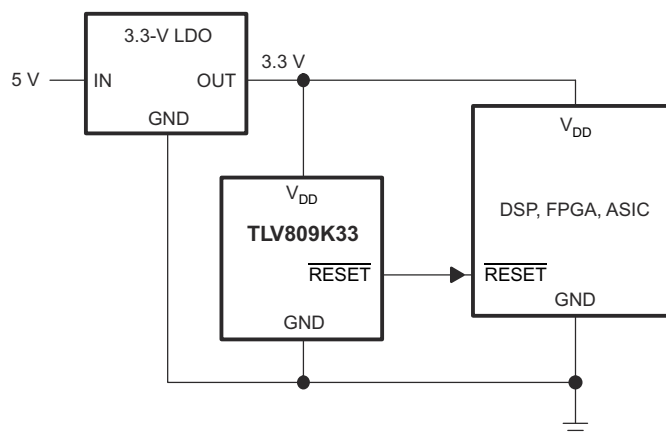 3.3-V LDO
5 V
IN
OUT
3.3 V
GND
V_DD
V_DD
TLV809K33
DSP, FPGA, ASIC
RESET
RESET
GND
GND